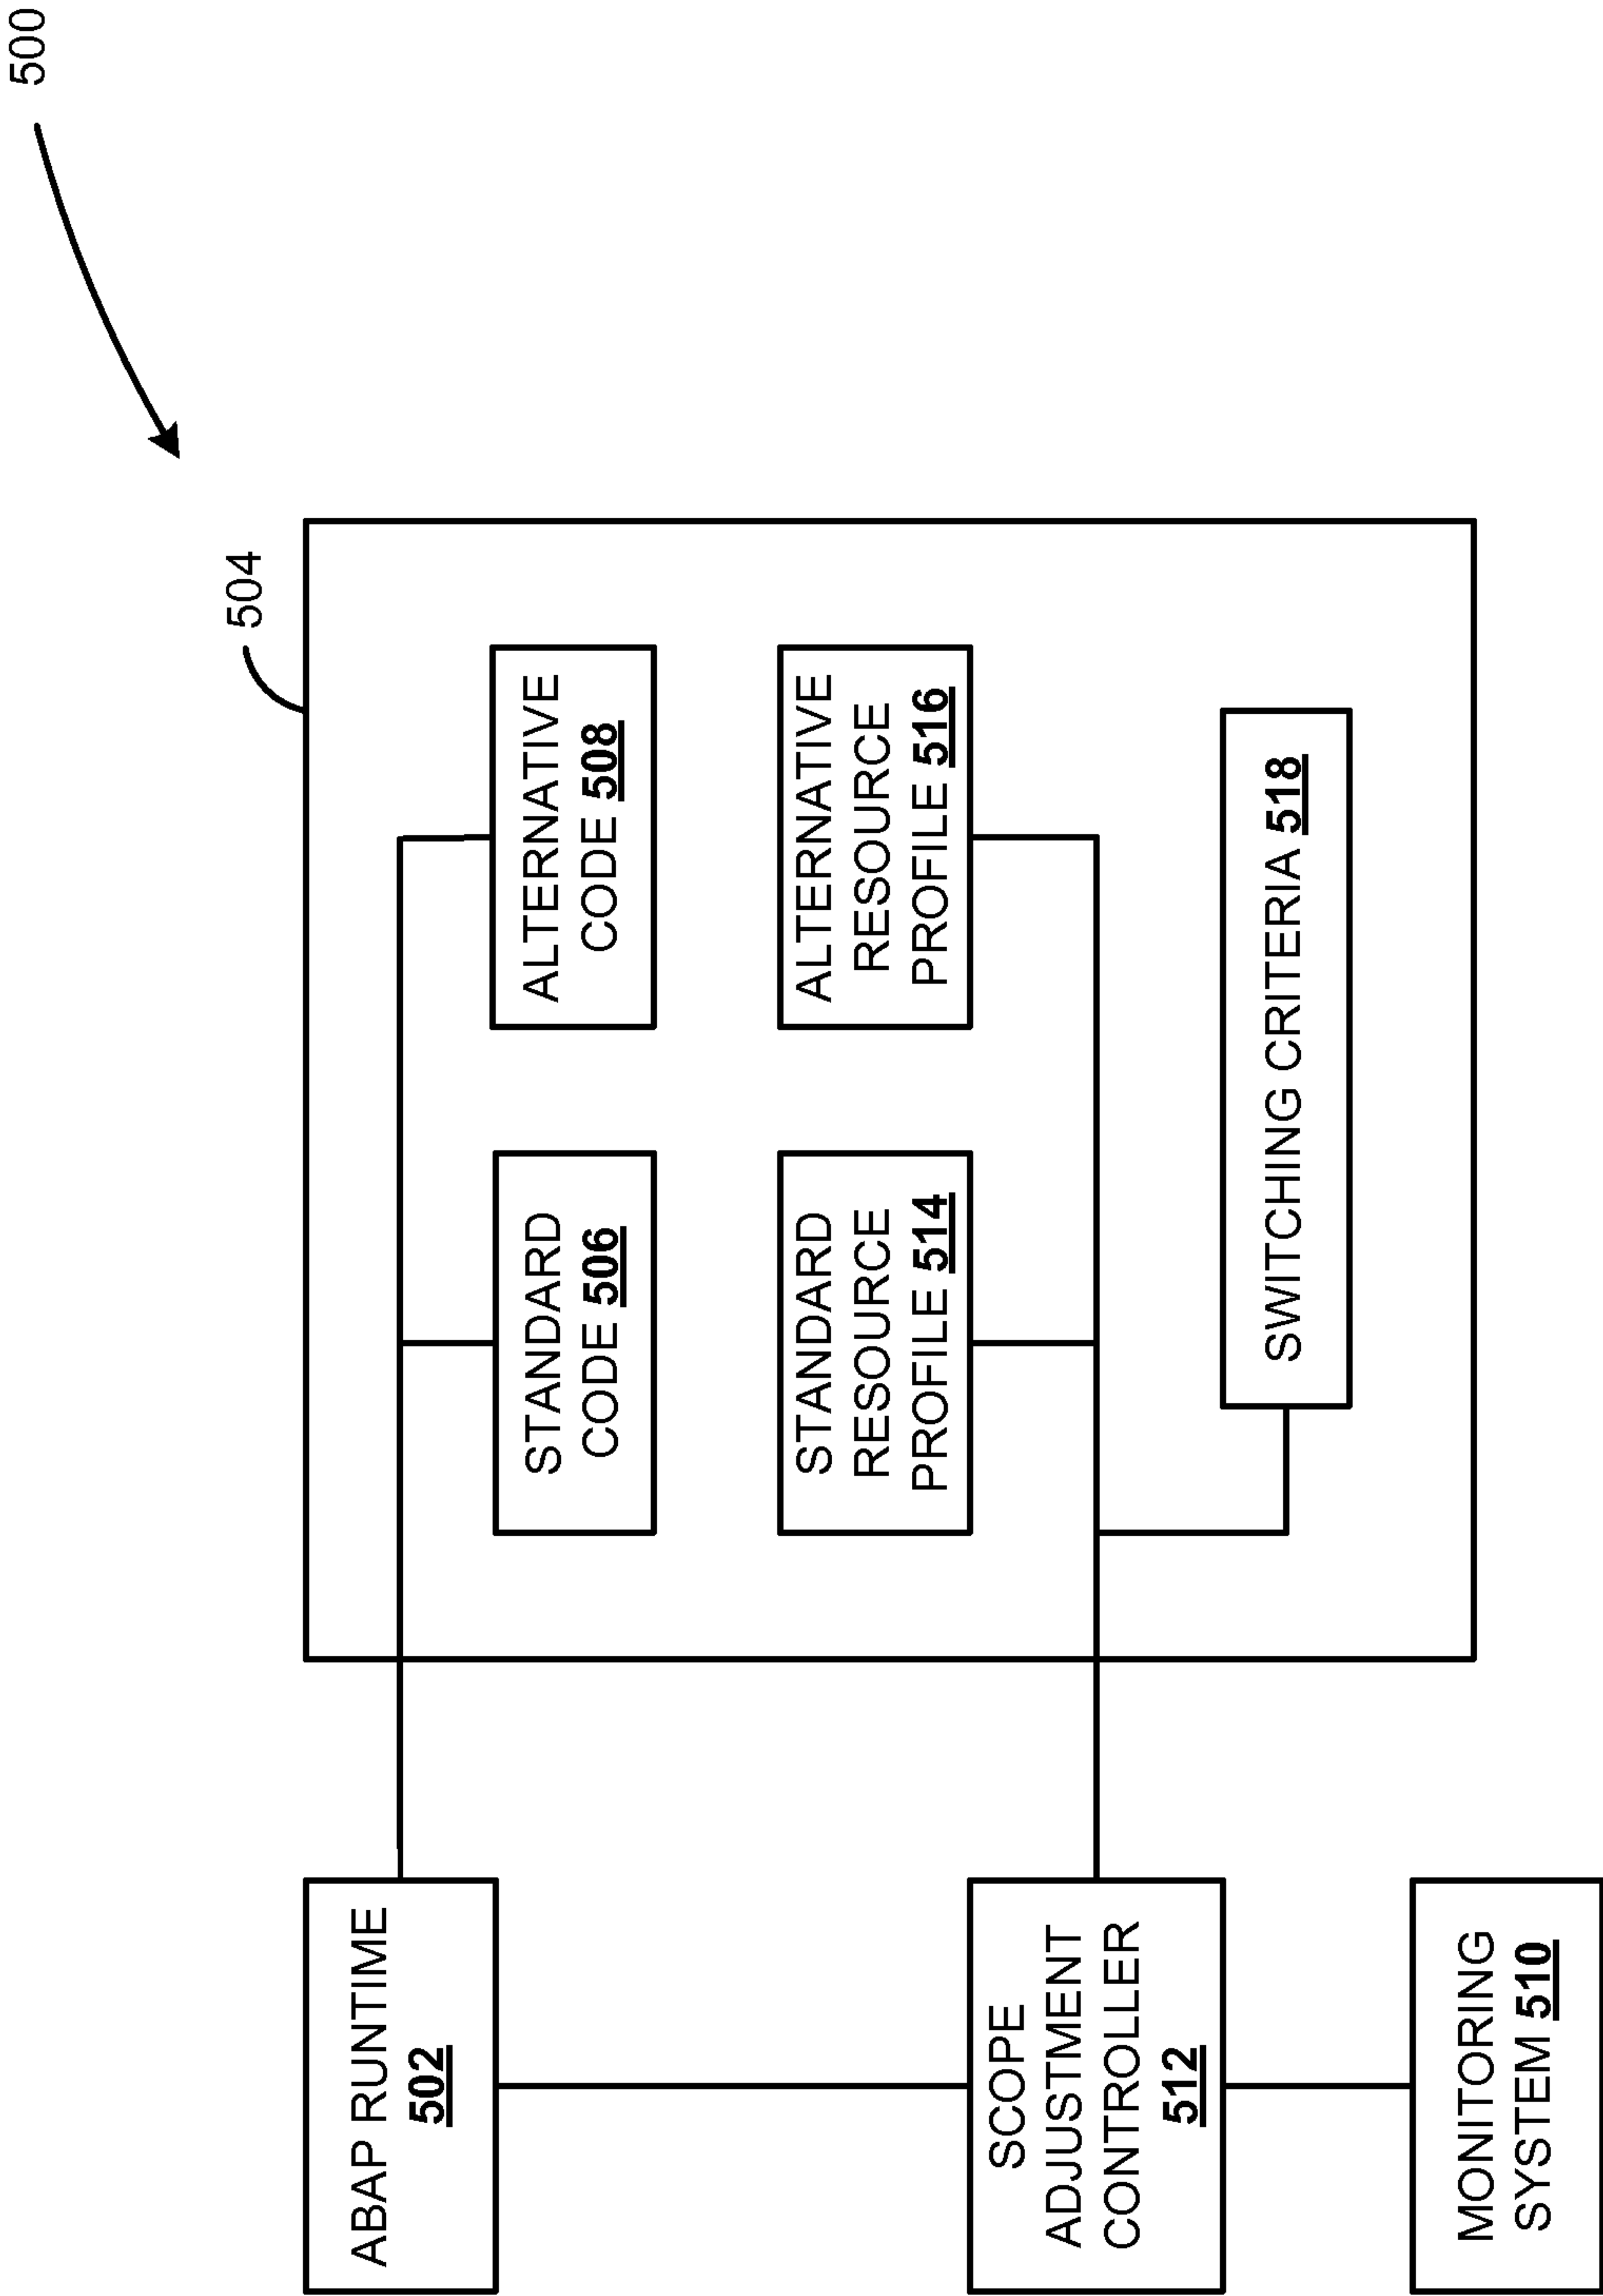 500
504
ABAP RUNTIME
502
STANDARD
CODE 506
ALTERNATIVE
CODE 508
SCOPE
ADJUSTMENT
CONTROLLER
512
STANDARD
RESOURCE
PROFILE 514
ALTERNATIVE
RESOURCE
PROFILE 516
SWITCHING CRITERIA 518
MONITORING
SYSTEM 510